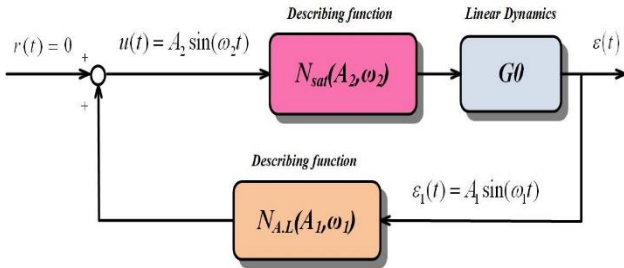 Describing function
Linear Dynamics
r(t) = 0
+
u(t) = A₂ sin(ω₂t)
N_sat(A₂,ω₂)
G0
ε(t)
+
Describing function
N_A.L(A₁,ω₁)
ε₁(t) = A₁ sin(ω₁t)